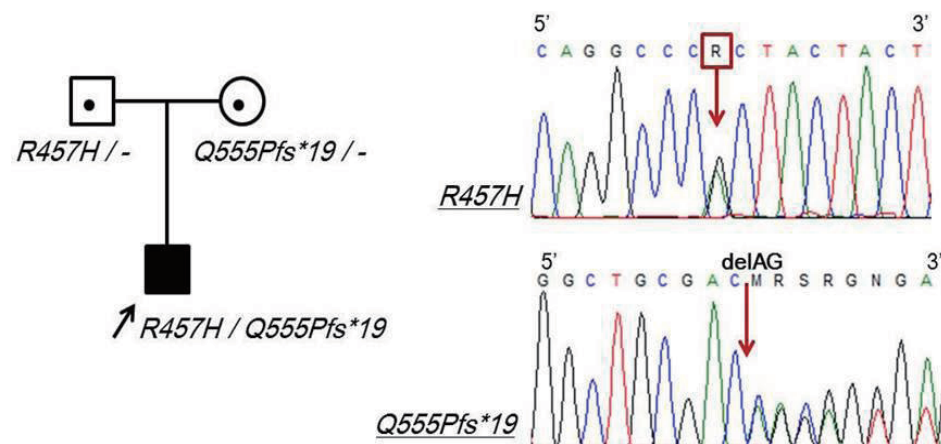 R457H / -
Q555Pfs*19 / -
R457H / Q555Pfs*19
5’ 3’
C A G G C C C R C T A C T A C T
R457H
delAG
5’ 3’
G G C T G C G A C M R S R G N G A
Q555Pfs*19